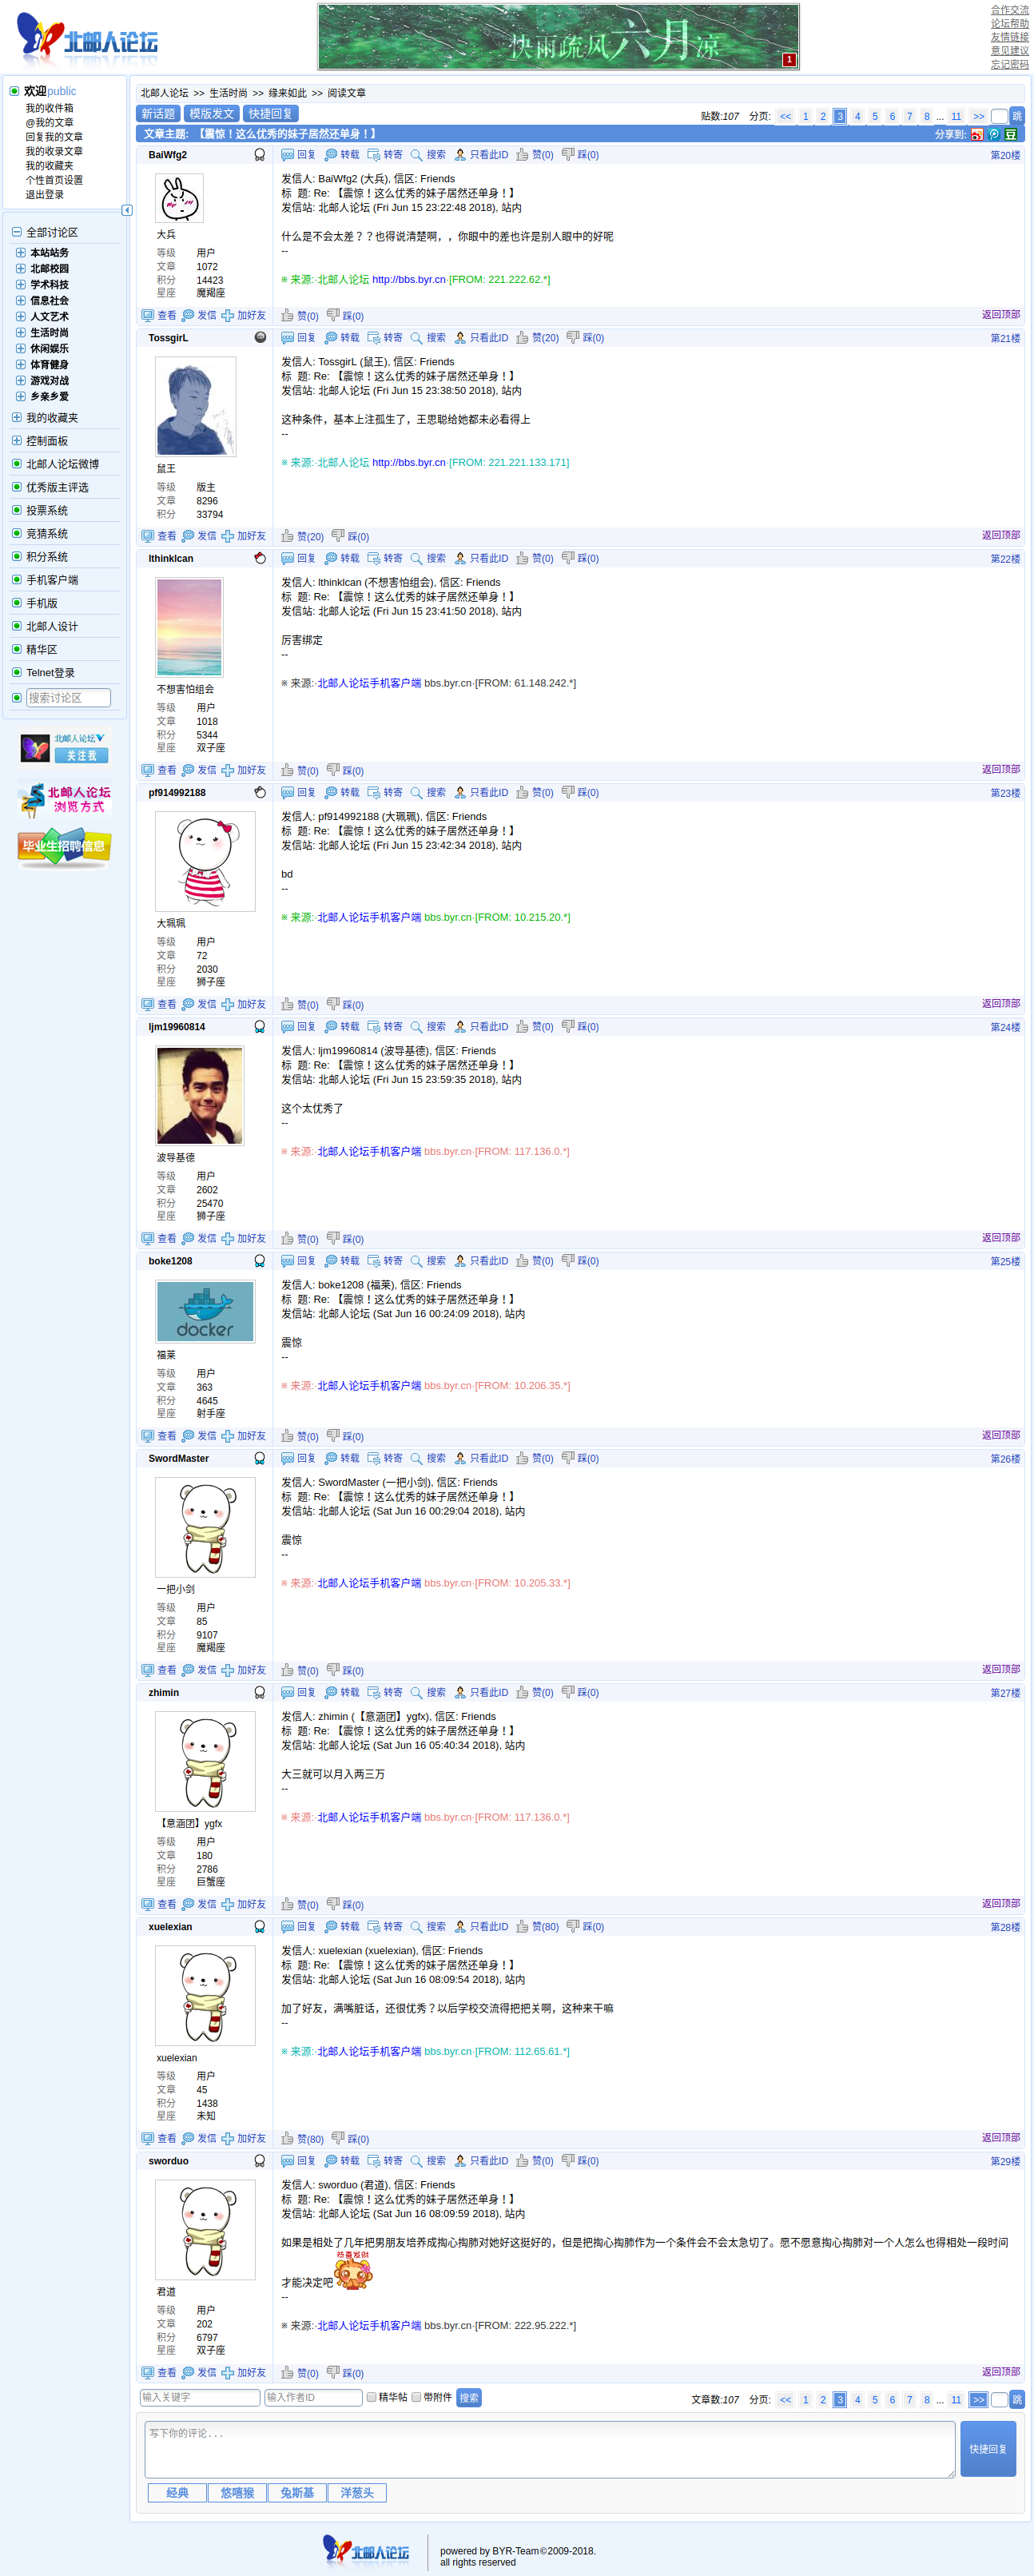 北邮人论坛
快雨疏风六月凉
1
合作交流
论坛帮助
友情链接
意见建议
忘记密码
欢迎public
我的收件箱
@我的文章
回复我的文章
我的收录文章
我的收藏夹
个性首页设置
退出登录
全部讨论区
本站站务
北邮校园
学术科技
信息社会
人文艺术
生活时尚
休闲娱乐
体育健身
游戏对战
乡亲乡爱
我的收藏夹
控制面板
北邮人论坛微博
优秀版主评选
投票系统
竞猜系统
积分系统
手机客户端
手机版
北邮人设计
精华区
Telnet登录
搜索讨论区
北邮人论坛
关注我
北邮人论坛
浏览方式
毕业生招聘信息
北邮人论坛 >> 生活时尚 >> 缘来如此 >> 阅读文章
新话题 模版发文 快捷回复
贴数:107 分页: << 1 2 3 4 5 6 7 8 ... 11 >> 跳
文章主题: 【震惊！这么优秀的妹子居然还单身！】 分享到: 豆
BaiWfg2 回复 转载 转寄 搜索 只看此ID 赞(0) 踩(0) 第20楼
大兵
等级 用户
文章 1072
积分 14423
星座 魔羯座
发信人: BaiWfg2 (大兵), 信区: Friends
标 题: Re: 【震惊！这么优秀的妹子居然还单身！】
发信站: 北邮人论坛 (Fri Jun 15 23:22:48 2018), 站内
什么是不会太差？？也得说清楚啊，，你眼中的差也许是别人眼中的好呢
--
※ 来源:·北邮人论坛 http://bbs.byr.cn·[FROM: 221.222.62.*]
查看 发信 加好友 赞(0) 踩(0) 返回顶部
TossgirL 回复 转载 转寄 搜索 只看此ID 赞(20) 踩(0) 第21楼
鼠王
等级 版主
文章 8296
积分 33794
发信人: TossgirL (鼠王), 信区: Friends
标 题: Re: 【震惊！这么优秀的妹子居然还单身！】
发信站: 北邮人论坛 (Fri Jun 15 23:38:50 2018), 站内
这种条件，基本上注孤生了，王思聪给她都未必看得上
--
※ 来源:·北邮人论坛 http://bbs.byr.cn·[FROM: 221.221.133.171]
查看 发信 加好友 赞(20) 踩(0) 返回顶部
IthinkIcan 回复 转载 转寄 搜索 只看此ID 赞(0) 踩(0) 第22楼
不想害怕组会
等级 用户
文章 1018
积分 5344
星座 双子座
发信人: IthinkIcan (不想害怕组会), 信区: Friends
标 题: Re: 【震惊！这么优秀的妹子居然还单身！】
发信站: 北邮人论坛 (Fri Jun 15 23:41:50 2018), 站内
厉害绑定
--
※ 来源:·北邮人论坛手机客户端 bbs.byr.cn·[FROM: 61.148.242.*]
查看 发信 加好友 赞(0) 踩(0) 返回顶部
pf914992188 回复 转载 转寄 搜索 只看此ID 赞(0) 踩(0) 第23楼
大珮珮
等级 用户
文章 72
积分 2030
星座 狮子座
发信人: pf914992188 (大珮珮), 信区: Friends
标 题: Re: 【震惊！这么优秀的妹子居然还单身！】
发信站: 北邮人论坛 (Fri Jun 15 23:42:34 2018), 站内
bd
--
※ 来源:·北邮人论坛手机客户端 bbs.byr.cn·[FROM: 10.215.20.*]
查看 发信 加好友 赞(0) 踩(0) 返回顶部
ljm19960814 回复 转载 转寄 搜索 只看此ID 赞(0) 踩(0) 第24楼
波导基德
等级 用户
文章 2602
积分 25470
星座 狮子座
发信人: ljm19960814 (波导基德), 信区: Friends
标 题: Re: 【震惊！这么优秀的妹子居然还单身！】
发信站: 北邮人论坛 (Fri Jun 15 23:59:35 2018), 站内
这个太优秀了
--
※ 来源:·北邮人论坛手机客户端 bbs.byr.cn·[FROM: 117.136.0.*]
查看 发信 加好友 赞(0) 踩(0) 返回顶部
boke1208 回复 转载 转寄 搜索 只看此ID 赞(0) 踩(0) 第25楼
docker
福莱
等级 用户
文章 363
积分 4645
星座 射手座
发信人: boke1208 (福莱), 信区: Friends
标 题: Re: 【震惊！这么优秀的妹子居然还单身！】
发信站: 北邮人论坛 (Sat Jun 16 00:24:09 2018), 站内
震惊
--
※ 来源:·北邮人论坛手机客户端 bbs.byr.cn·[FROM: 10.206.35.*]
查看 发信 加好友 赞(0) 踩(0) 返回顶部
SwordMaster 回复 转载 转寄 搜索 只看此ID 赞(0) 踩(0) 第26楼
一把小剑
等级 用户
文章 85
积分 9107
星座 魔羯座
发信人: SwordMaster (一把小剑), 信区: Friends
标 题: Re: 【震惊！这么优秀的妹子居然还单身！】
发信站: 北邮人论坛 (Sat Jun 16 00:29:04 2018), 站内
震惊
--
※ 来源:·北邮人论坛手机客户端 bbs.byr.cn·[FROM: 10.205.33.*]
查看 发信 加好友 赞(0) 踩(0) 返回顶部
zhimin 回复 转载 转寄 搜索 只看此ID 赞(0) 踩(0) 第27楼
【意涵团】ygfx
等级 用户
文章 180
积分 2786
星座 巨蟹座
发信人: zhimin (【意涵团】ygfx), 信区: Friends
标 题: Re: 【震惊！这么优秀的妹子居然还单身！】
发信站: 北邮人论坛 (Sat Jun 16 05:40:34 2018), 站内
大三就可以月入两三万
--
※ 来源:·北邮人论坛手机客户端 bbs.byr.cn·[FROM: 117.136.0.*]
查看 发信 加好友 赞(0) 踩(0) 返回顶部
xuelexian 回复 转载 转寄 搜索 只看此ID 赞(80) 踩(0) 第28楼
xuelexian
等级 用户
文章 45
积分 1438
星座 未知
发信人: xuelexian (xuelexian), 信区: Friends
标 题: Re: 【震惊！这么优秀的妹子居然还单身！】
发信站: 北邮人论坛 (Sat Jun 16 08:09:54 2018), 站内
加了好友，满嘴脏话，还很优秀？以后学校交流得把把关啊，这种来干嘛
--
※ 来源:·北邮人论坛手机客户端 bbs.byr.cn·[FROM: 112.65.61.*]
查看 发信 加好友 赞(80) 踩(0) 返回顶部
sworduo 回复 转载 转寄 搜索 只看此ID 赞(0) 踩(0) 第29楼
君道
等级 用户
文章 202
积分 6797
星座 双子座
发信人: sworduo (君道), 信区: Friends
标 题: Re: 【震惊！这么优秀的妹子居然还单身！】
发信站: 北邮人论坛 (Sat Jun 16 08:09:59 2018), 站内
如果是相处了几年把男朋友培养成掏心掏肺对她好这挺好的，但是把掏心掏肺作为一个条件会不会太急切了。愿不愿意掏心掏肺对一个人怎么也得相处一段时间
恭喜发财
才能决定吧
--
※ 来源:·北邮人论坛手机客户端 bbs.byr.cn·[FROM: 222.95.222.*]
查看 发信 加好友 赞(0) 踩(0) 返回顶部
输入关键字 输入作者ID 精华帖 带附件 搜索
文章数:107 分页: << 1 2 3 4 5 6 7 8 ... 11 >> 跳
写下你的评论...
快捷回复
经典 悠嘻猴 兔斯基 洋葱头
北邮人论坛
powered by BYR-Team©2009-2018.
all rights reserved